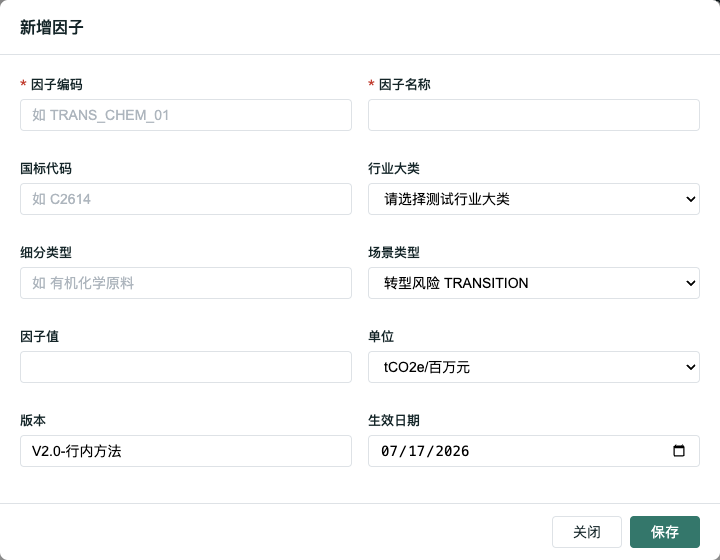 新增因子
* 因子编码
* 因子名称
如 TRANS_CHEM_01
国标代码
行业大类
如 C2614
请选择测试行业大类
细分类型
场景类型
如 有机化学原料
转型风险 TRANSITION
因子值
单位
tCO2e/百万元
版本
生效日期
V2.0-行内方法
07/17/2026
关闭
保存